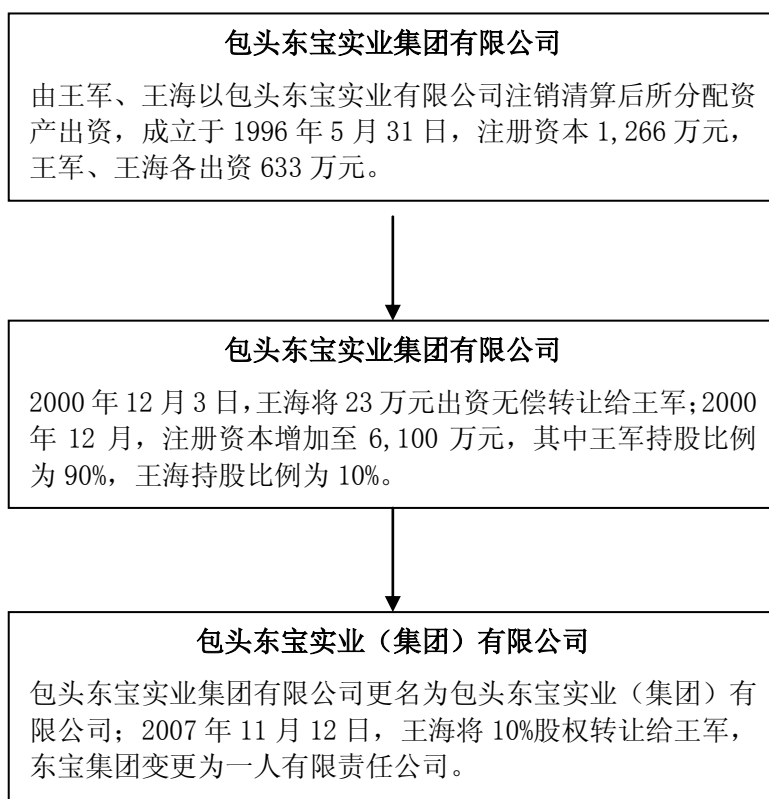 包头东宝实业集团有限公司
由王军、王海以包头东宝实业有限公司注销清算后所分配资
产出资，成立于 1996 年 5 月 31 日，注册资本 1,266 万元，
王军、王海各出资 633 万元。
包头东宝实业集团有限公司
2000 年 12 月 3 日，王海将 23 万元出资无偿转让给王军；2000
年 12 月，注册资本增加至 6,100 万元，其中王军持股比例
为 90%，王海持股比例为 10%。
包头东宝实业（集团）有限公司
包头东宝实业集团有限公司更名为包头东宝实业（集团）有
限公司；2007 年 11 月 12 日，王海将 10%股权转让给王军，
东宝集团变更为一人有限责任公司。